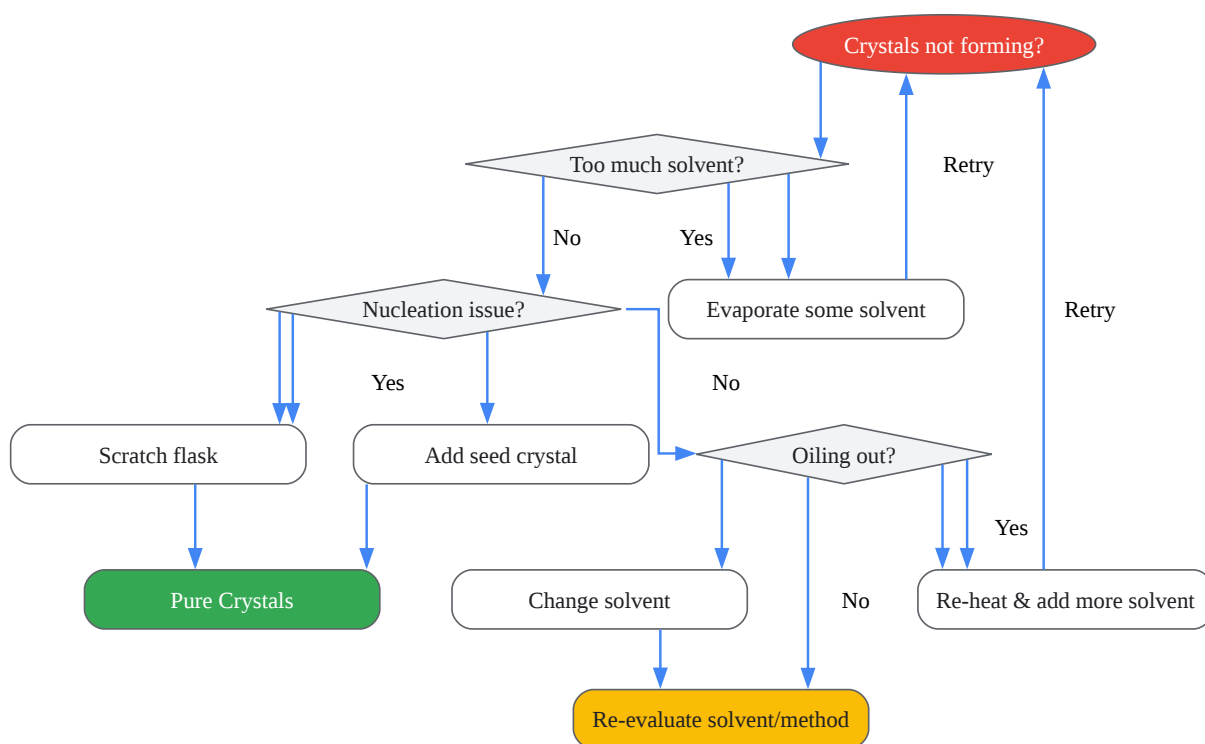 Crystals not forming?
Too much solvent?
Retry
No
Yes
Nucleation issue?
Evaporate some solvent
Retry
Yes
No
Scratch flask
Add seed crystal
Oiling out?
Yes
Pure Crystals
Change solvent
No
Re-heat & add more solvent
Re-evaluate solvent/method